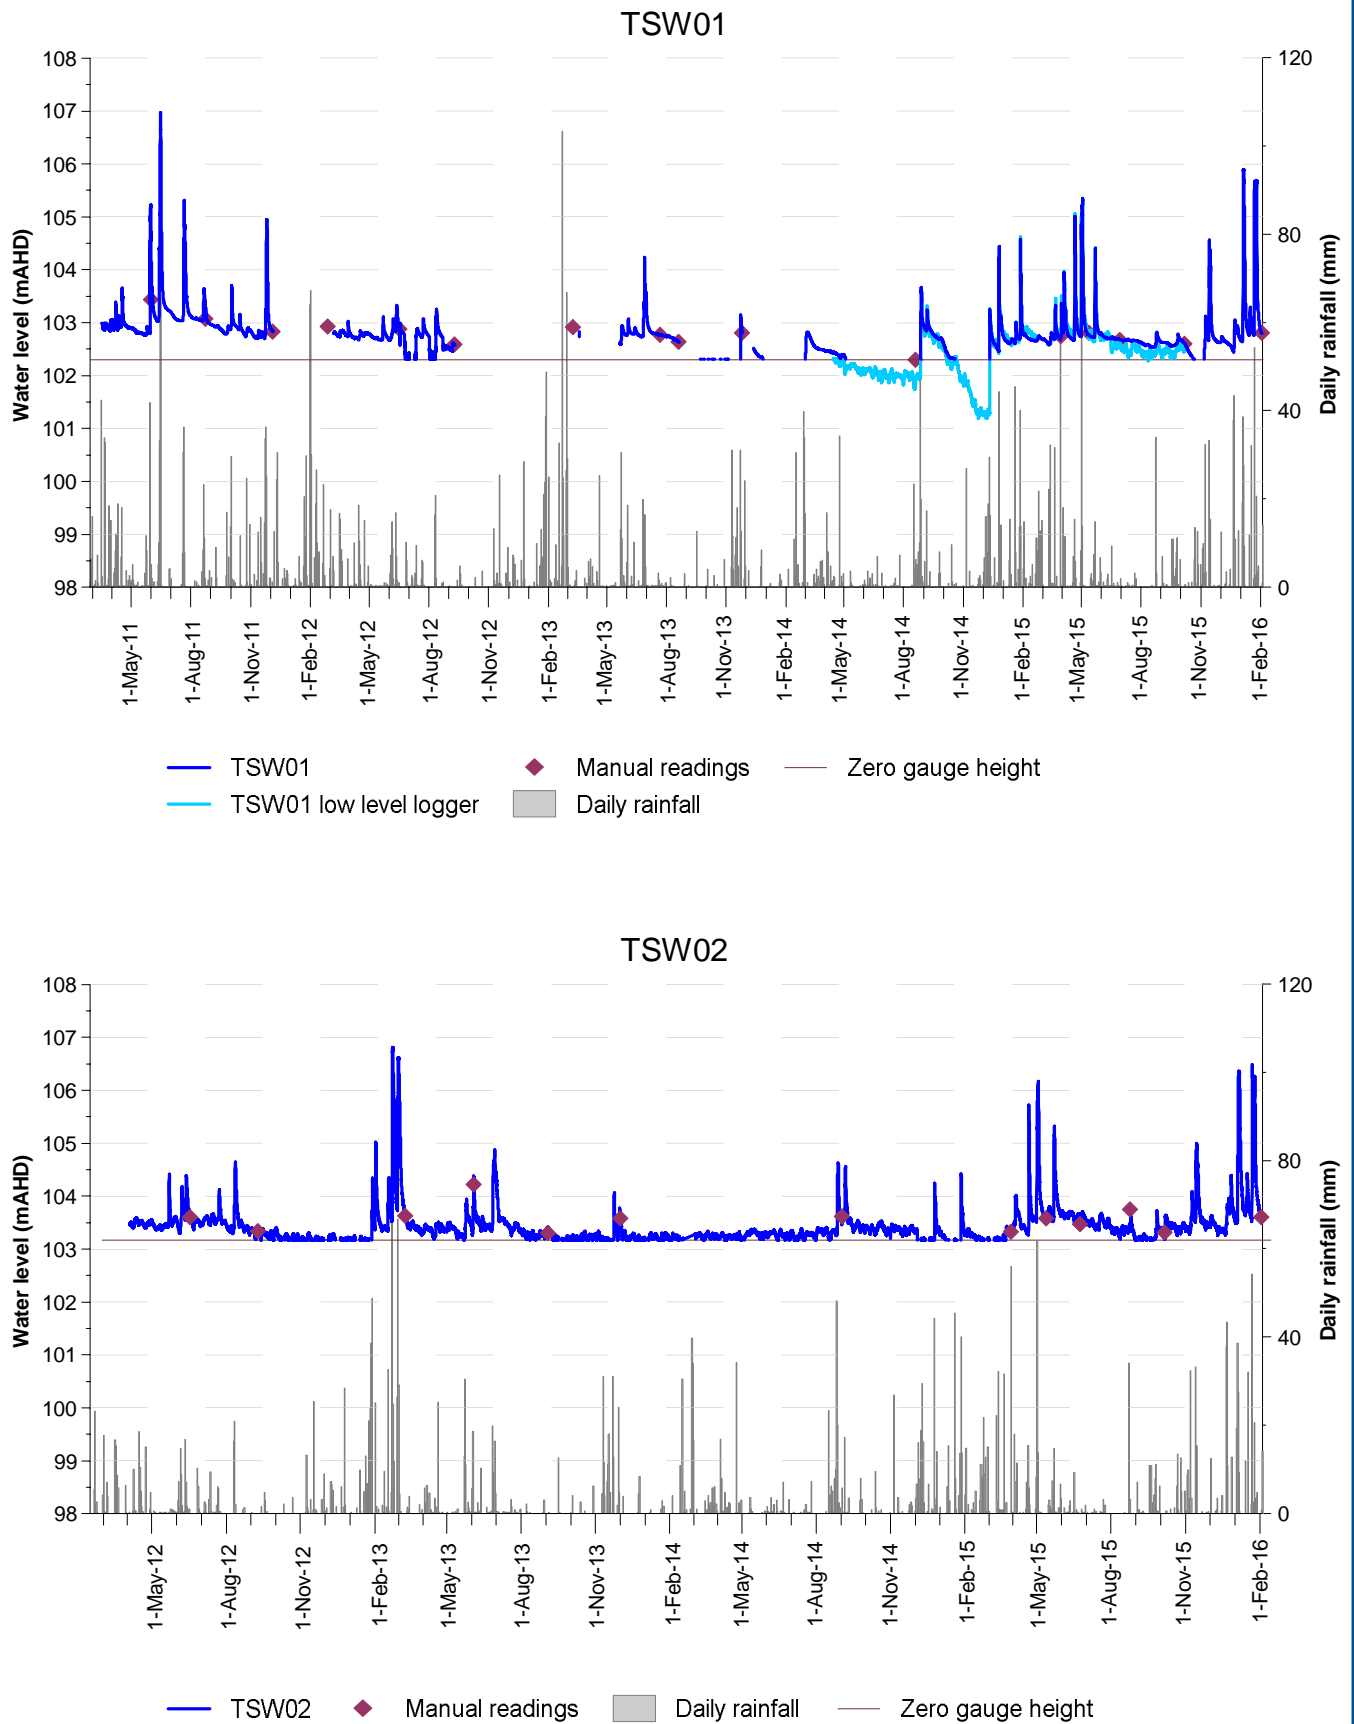 TSW01
108
107
106
105
104
103
102
101
100
99
98
Water level (mAHD)
120
80
40
0
Daily rainfall (mm)
1-May-11
1-Aug-11
1-Nov-11
1-Feb-12
1-May-12
1-Aug-12
1-Nov-12
1-Feb-13
1-May-13
1-Aug-13
1-Nov-13
1-Feb-14
1-May-14
1-Aug-14
1-Nov-14
1-Feb-15
1-May-15
1-Aug-15
1-Nov-15
1-Feb-16
TSW01 Manual readings Zero gauge height
TSW01 low level logger Daily rainfall
TSW02
108
107
106
105
104
103
102
101
100
99
98
Water level (mAHD)
120
80
40
0
Daily rainfall (mm)
1-May-12
1-Aug-12
1-Nov-12
1-Feb-13
1-May-13
1-Aug-13
1-Nov-13
1-Feb-14
1-May-14
1-Aug-14
1-Nov-14
1-Feb-15
1-May-15
1-Aug-15
1-Nov-15
1-Feb-16
TSW02 Manual readings Daily rainfall Zero gauge height